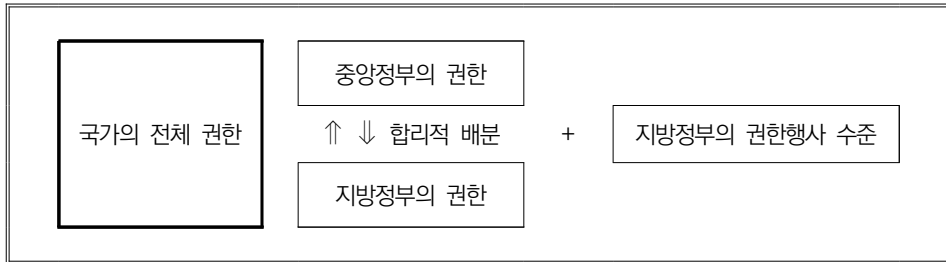 중앙정부의 권한
국가의 전체 권한 ⇑ ⇓ 합리적 배분 + 지방정부의 권한행사 수준
지방정부의 권한